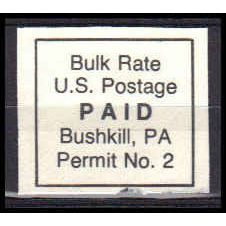 Bulk Rate
U.S. Postage
PAID
Bushkill, PA
Permit No. 2